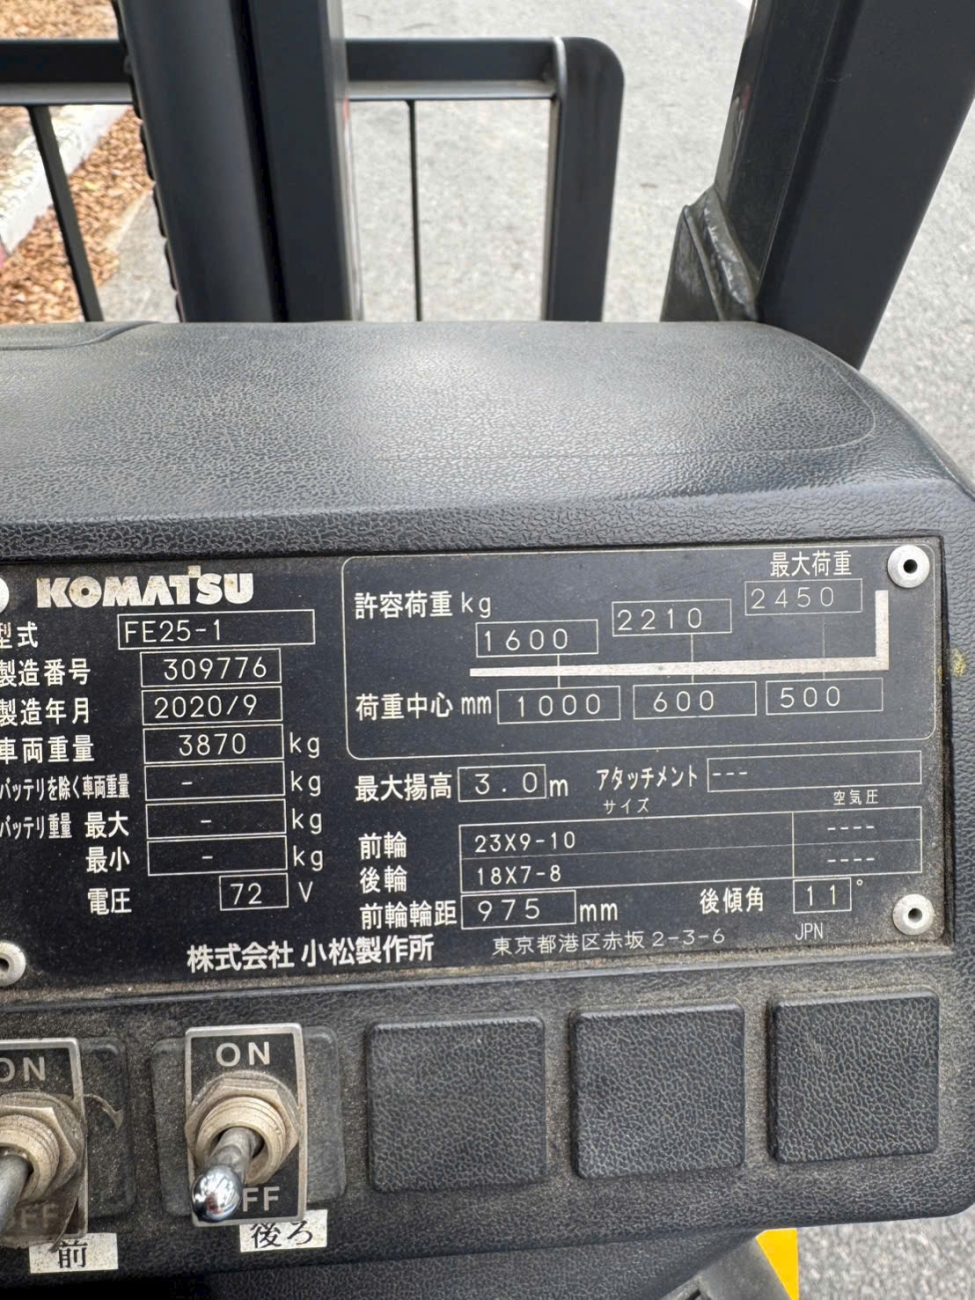 KOMATSU
型式 FE25-1
製造番号 309776
製造年月 2020/9
車両重量 3870 kg
バッテリを除く車両重量 - kg
バッテリ重量 最大 - kg
最小 - kg
電圧 72 V
最大荷重
許容荷重 kg 1600 2210 2450
荷重中心 mm 1000 600 500
最大揚高 3.0 m アタッチメント ---
サイズ 空気圧
前輪 23X9-10 ----
後輪 18X7-8 ----
前輪輪距 975 mm 後傾角 11°
株式会社 小松製作所 東京都港区赤坂2-3-6 JPN
ON ON
OFF OFF
前 後ろ